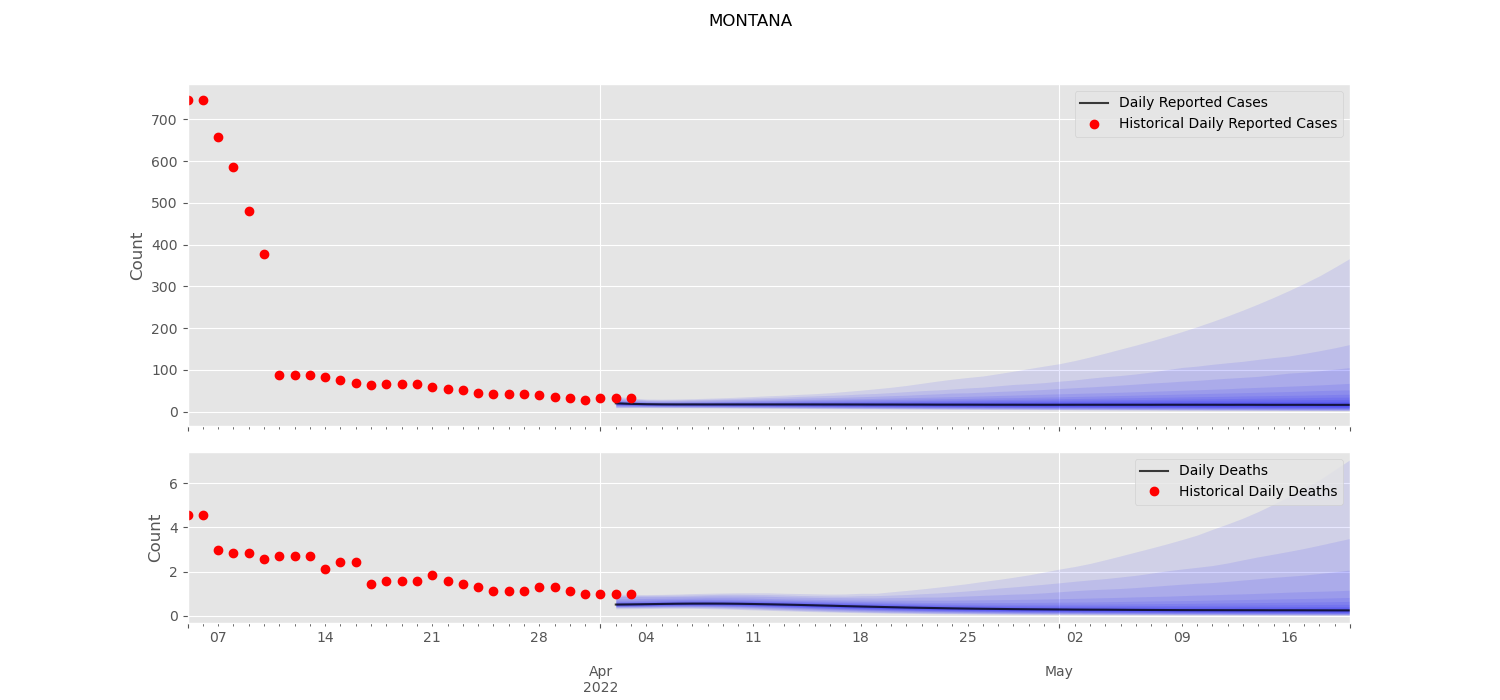 MONTANA
Daily Reported Cases
Historical Daily Reported Cases
700
600
500
400
300
200
100
0
Count
Daily Deaths
Historical Daily Deaths
6
4
2
0
Count
07 14 21 28 04 11 18 25 02 09 16
Apr May
2022